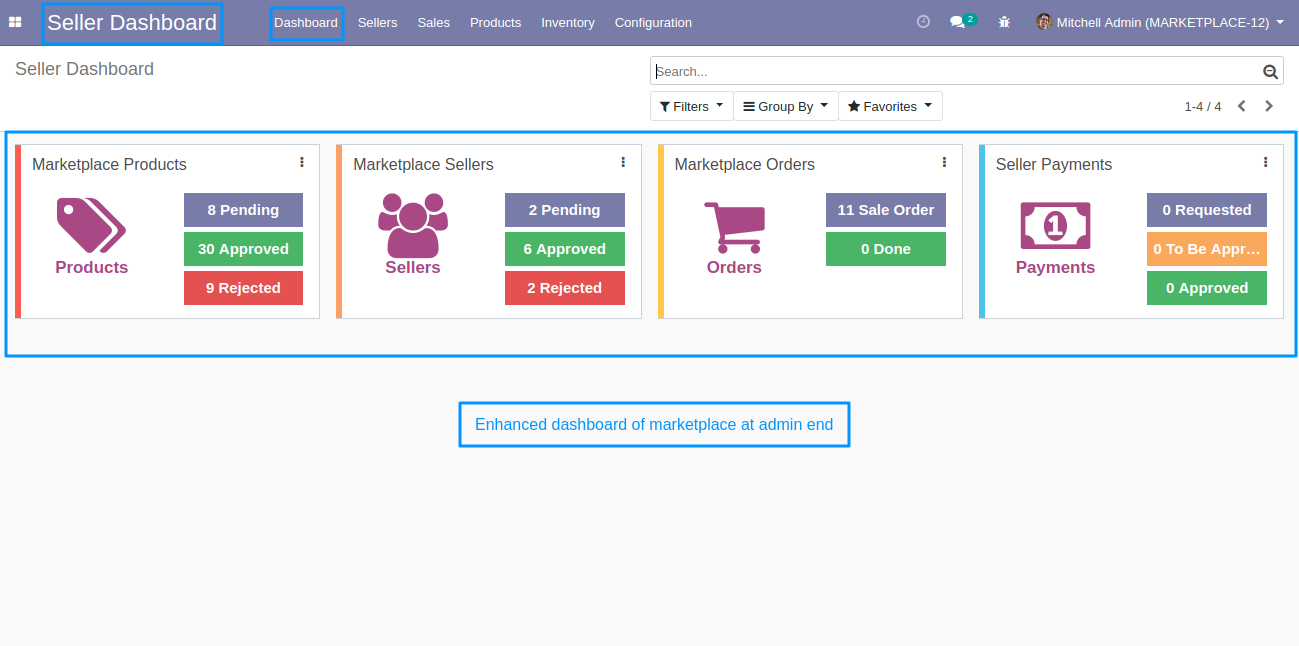 Seller Dashboard Dashboard Sellers Sales Products Inventory Configuration 2 Mitchell Admin (MARKETPLACE-12)
Seller Dashboard
Search...
Filters Group By Favorites 1-4 / 4
Marketplace Products
8 Pending
30 Approved
Products
9 Rejected
Marketplace Sellers
2 Pending
6 Approved
Sellers
2 Rejected
Marketplace Orders
11 Sale Order
0 Done
Orders
Seller Payments
1
0 Requested
0 To Be Appr...
Payments
0 Approved
Enhanced dashboard of marketplace at admin end